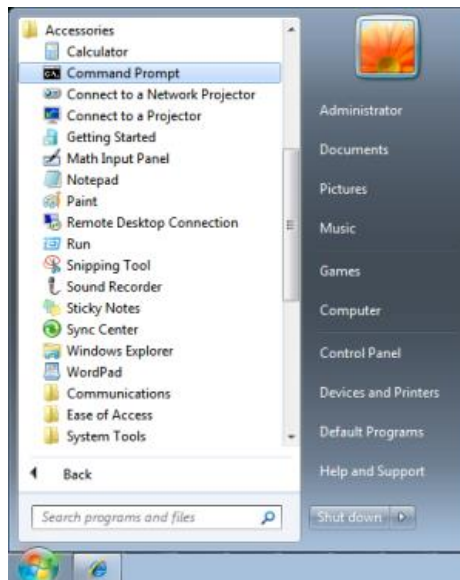 Accessories
Calculator
Command Prompt
Connect to a Network Projector
Connect to a Projector
Getting Started
Math Input Panel
Notepad
Paint
Remote Desktop Connection
Run
Snipping Tool
Sound Recorder
Sticky Notes
Sync Center
Windows Explorer
WordPad
Communications
Ease of Access
System Tools
Back
Search programs and files
Administrator
Documents
Pictures
Music
Games
Computer
Control Panel
Devices and Printers
Default Programs
Help and Support
Shut down